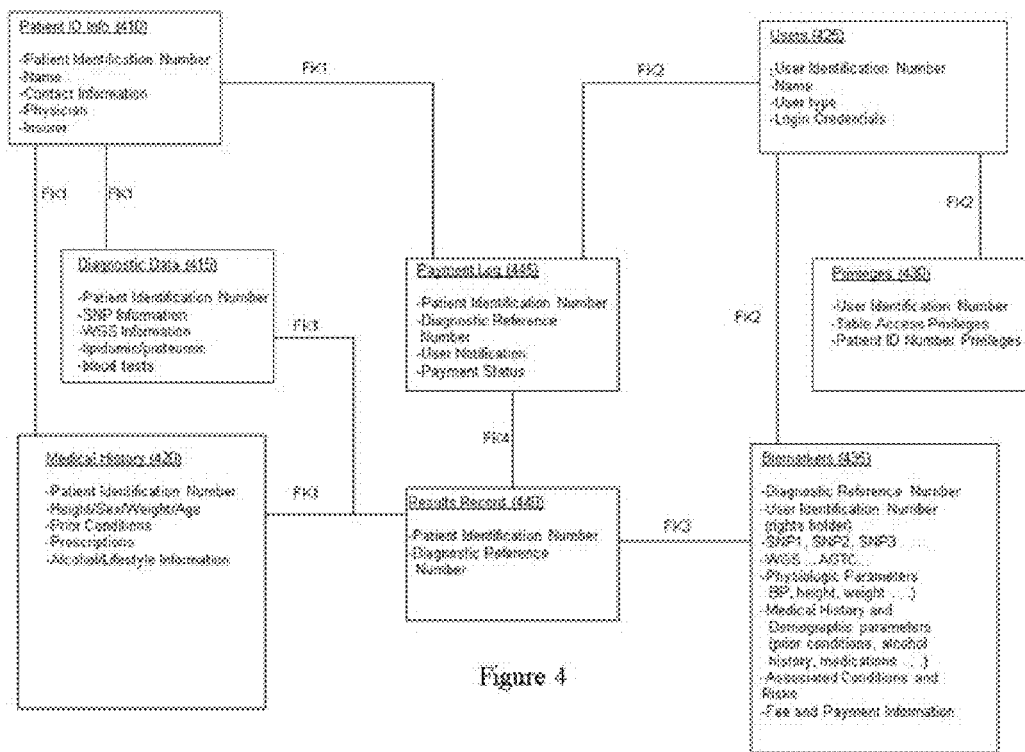 Patient ID Info (410)
-Patient Identification Number
-Name
-Contact Information
-Physician
-Insurer
FK1
FK2
Users (425)
-User Identification Number
-Name
-User type
-Login Credencials
FK1
FK1
FK2
Diagnostic Data (415)
-Patient Identification Number
-SNP Information
-WGS Information
-lipidomic/proteomic
-blood tests
Payment Log (445)
-Patient Identification Number
-Diagnostic Reference
Number
-User Notification
-Payment Status
Privileges (430)
-User Identification Number
-Table Access Privileges
-Patient ID Number Privileges
FK3
FK2
FK4
Medical History (420)
-Patient Identification Number
-Height/Sex/Weight/Age
-Prior Conditions
-Prescriptions
-Alcohol/Lifestyle Information
FK3
Results Record (440)
-Patient Identification Number
-Diagnostic Reference
Number
FK3
Biomarkers (435)
-Diagnostic Reference Number
-User Identification Number
(rights holder)
-SNP1, SNP2, SNP3 ......
-WGS ...
-Physiologic Parameters
(BP, height, weight ....)
-Medical History and
Demographic parameters
(prior conditions, alcohol
history, medications ....)
-Associated Conditions and
Risks
-Fee and Payment Information
Figure 4